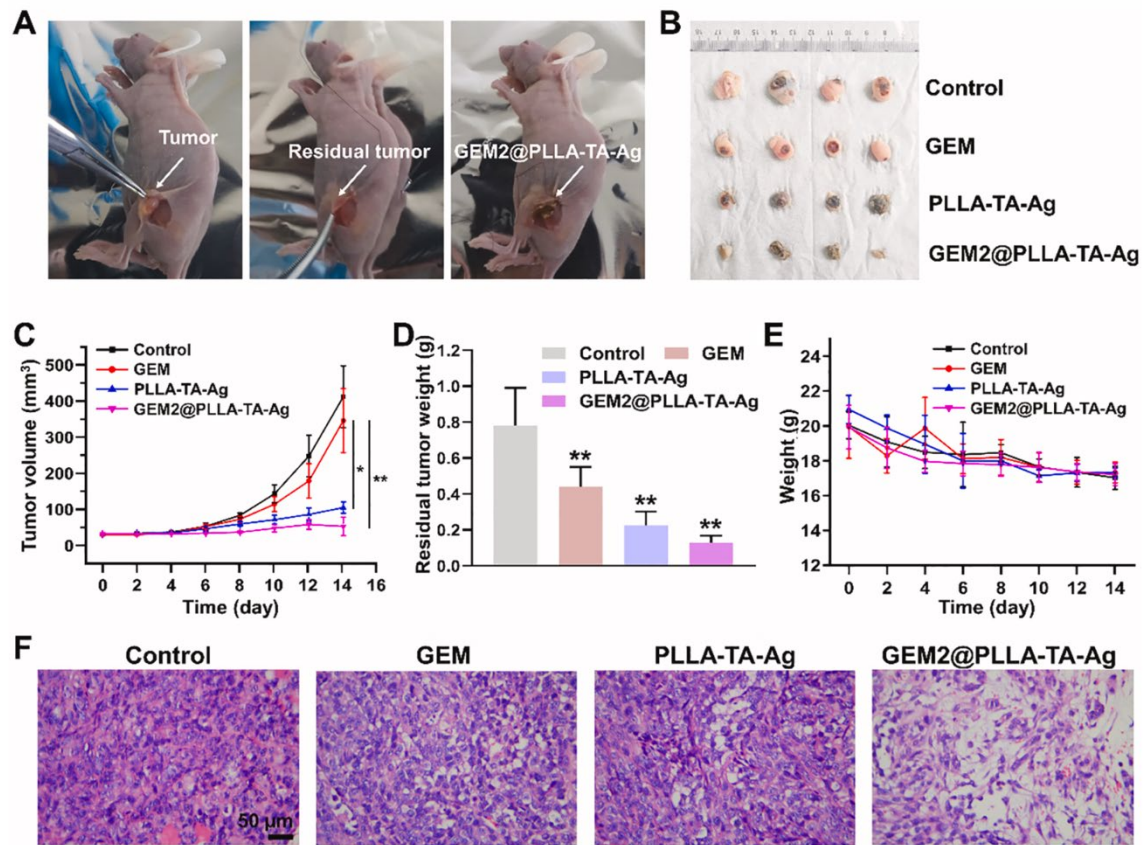 A
Tumor
Residual tumor
GEM2@PLLA-TA-Ag
B
Control
GEM
PLLA-TA-Ag
GEM2@PLLA-TA-Ag
C
Control
GEM
PLLA-TA-Ag
GEM2@PLLA-TA-Ag
Tumor volume (mm³)
500
400
300
200
100
0
*
**
0 2 4 6 8 10 12 14 16
Time (day)
D
Control
GEM
PLLA-TA-Ag
GEM2@PLLA-TA-Ag
Residual tumor weight (g)
1.2
1.0
0.8
0.6
0.4
0.2
0.0
**
**
**
E
Control
GEM
PLLA-TA-Ag
GEM2@PLLA-TA-Ag
Weight (g)
24
22
20
18
16
14
12
0 2 4 6 8 10 12 14
Time (day)
F
Control
GEM
PLLA-TA-Ag
GEM2@PLLA-TA-Ag
50 µm